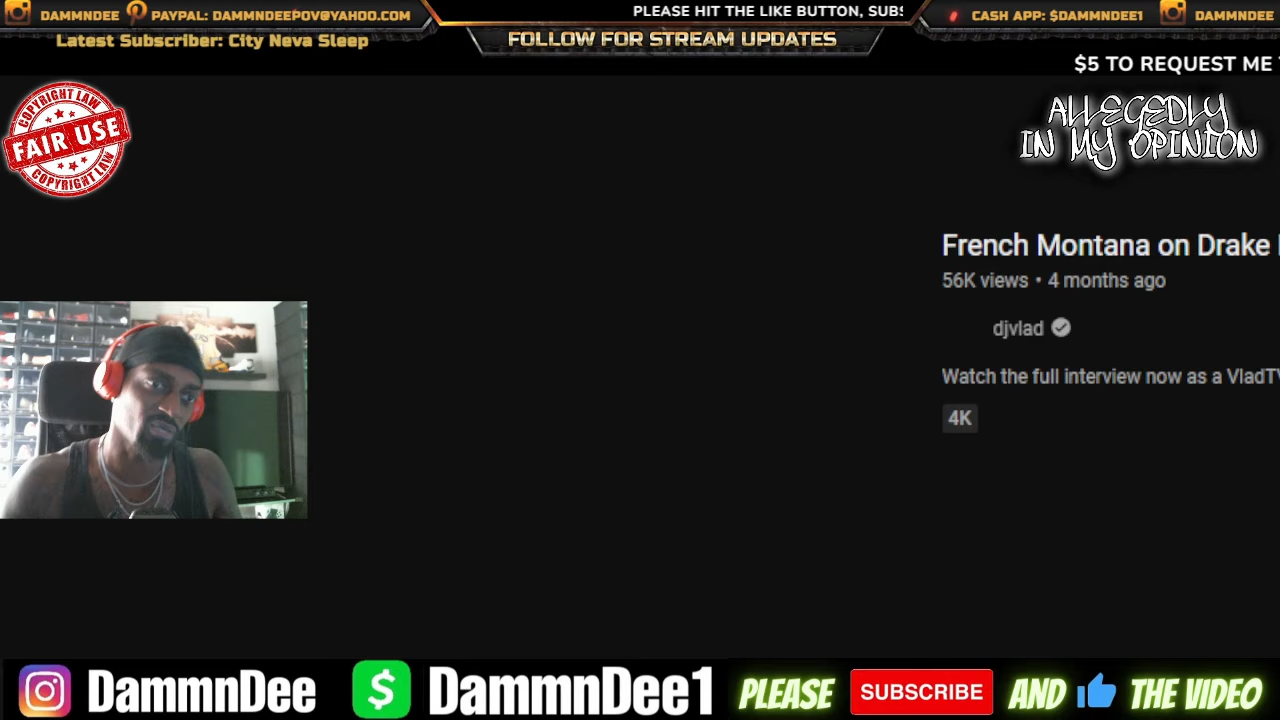 DAMMNDEE
PAYPAL: DAMMNDEEPOV@YAHOO.COM
PLEASE HIT THE LIKE BUTTON, SUBS
CASH APP: $DAMMNDEE1
DAMMNDEE
Latest Subscriber: City Neva Sleep
FOLLOW FOR STREAM UPDATES
$5 TO REQUEST ME
COPYRIGHT LAW
FAIR USE
COPYRIGHT LAW
ALLEGEDLY
IN MY OPINION
French Montana on Drake
56K views • 4 months ago
djvlad
Watch the full interview now as a VladTV
4K
DammnDee
$
DammnDee1
PLEASE
SUBSCRIBE
AND
THE VIDEO